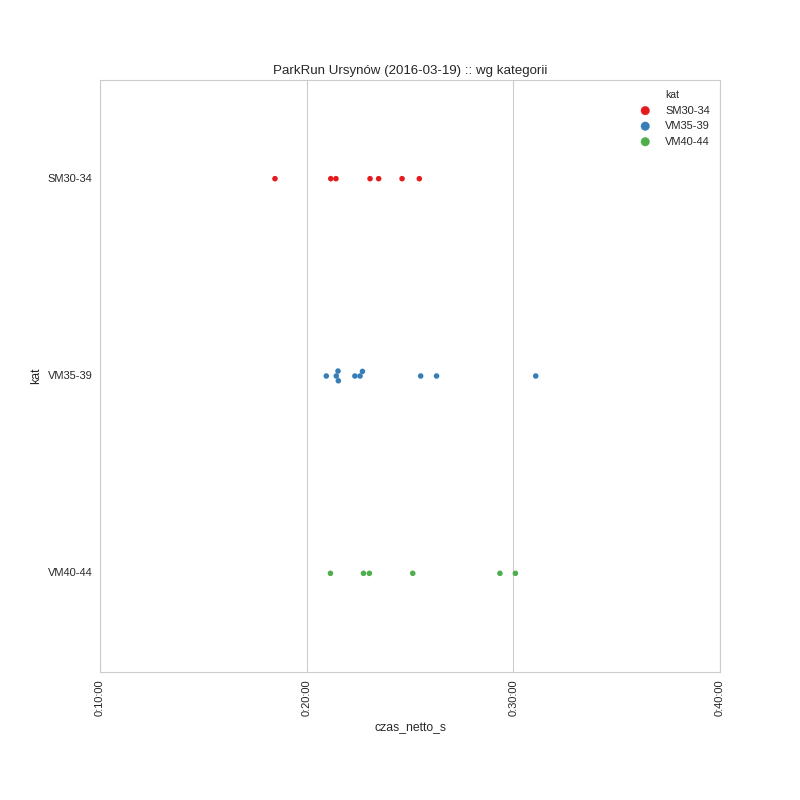 ParkRun Ursynów (2016-03-19) :: wg kategorii
kat
SM30-34
VM35-39
VM40-44
SM30-34
VM35-39
VM40-44
kat
0:10:00
0:20:00
0:30:00
0:40:00
czas_netto_s